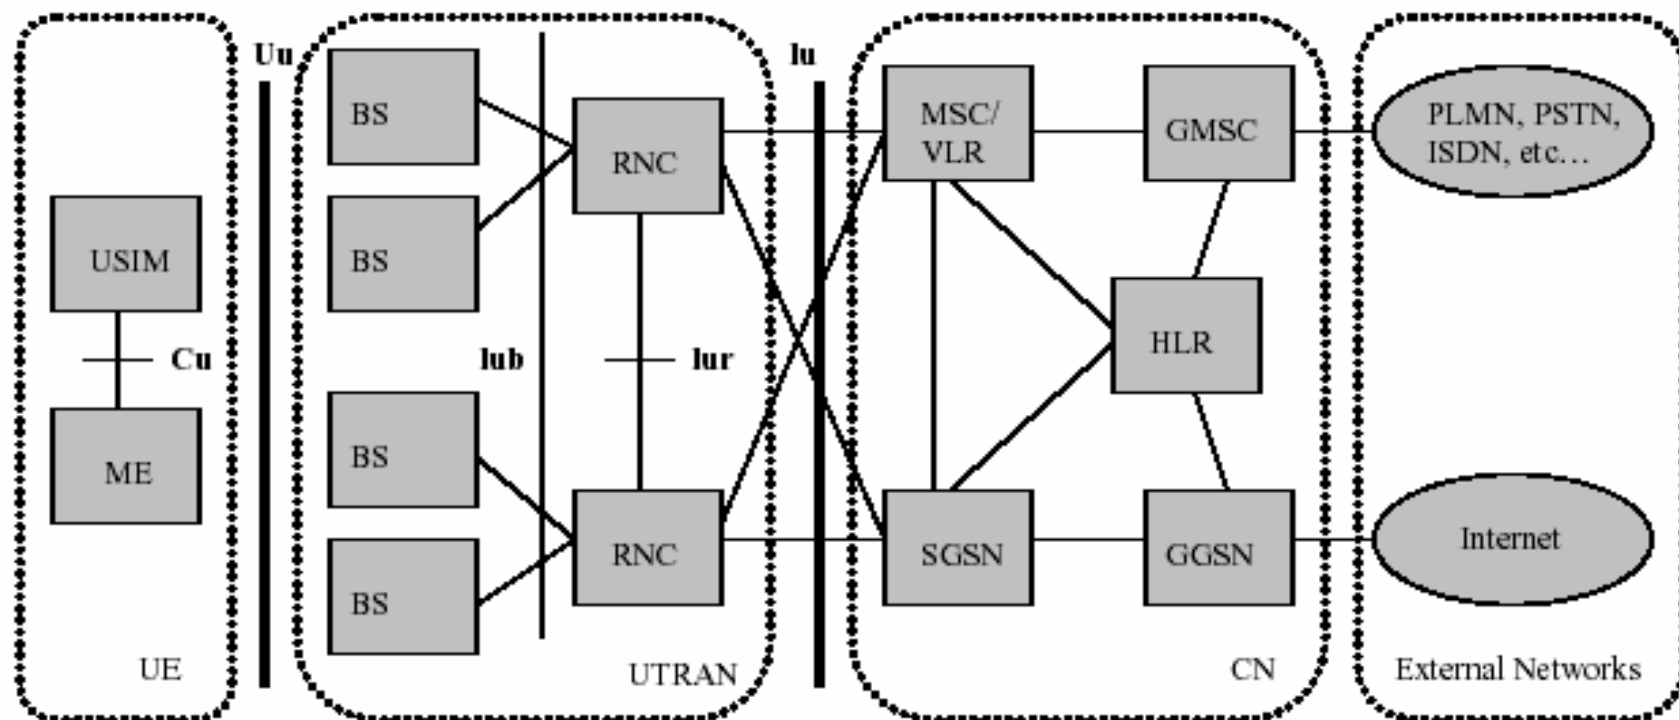 Uu
Iu
BS
RNC
MSC/
VLR
GMSC
PLMN, PSTN,
ISDN, etc…
USIM
BS
Cu
Iub
Iur
HLR
ME
BS
BS
RNC
SGSN
GGSN
Internet
UE
UTRAN
CN
External Networks